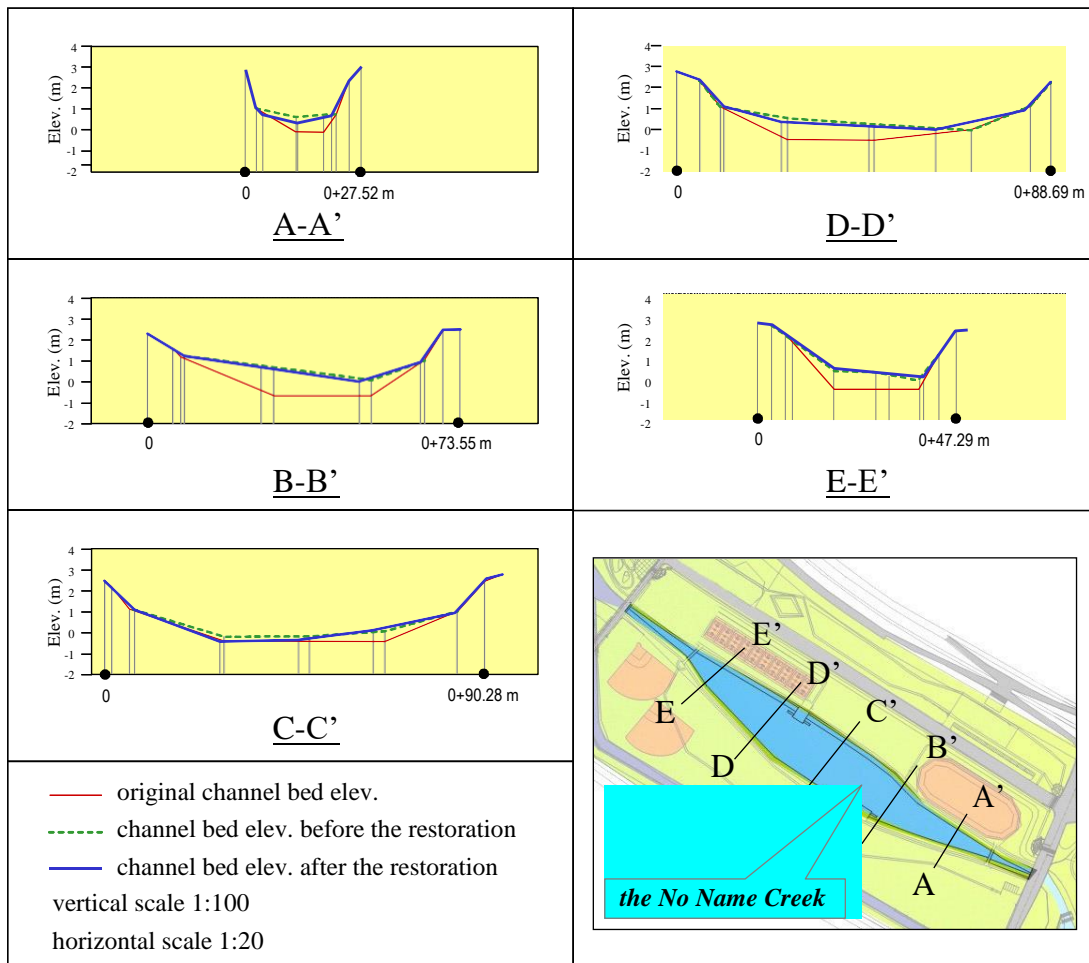 4
3
2
1
0
-1
-2
Elev. (m)
0
0+27.52 m
A-A’
4
3
2
1
0
-1
-2
Elev. (m)
0
0+88.69 m
D-D’
4
3
2
1
0
-1
-2
Elev. (m)
0
0+73.55 m
B-B’
4
3
2
1
0
-1
-2
Elev. (m)
0
0+47.29 m
E-E’
4
3
2
1
0
-1
-2
Elev. (m)
0
0+90.28 m
C-C’
original channel bed elev.
channel bed elev. before the restoration
channel bed elev. after the restoration
vertical scale 1:100
horizontal scale 1:20
E’
D’
E
C’
D
B’
A’
A
the No Name Creek